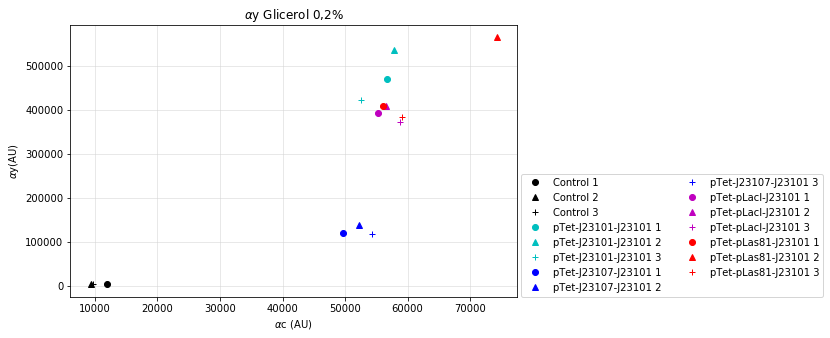 αy Glicerol 0,2%
500000
400000
300000
200000
100000
0
αy(AU)
10000 20000 30000 40000 50000 60000 70000
αc (AU)
Control 1
Control 2
Control 3
pTet-J23101-J23101 1
pTet-J23101-J23101 2
pTet-J23101-J23101 3
pTet-J23107-J23101 1
pTet-J23107-J23101 2
pTet-J23107-J23101 3
pTet-pLacI-J23101 1
pTet-pLacI-J23101 2
pTet-pLacI-J23101 3
pTet-pLas81-J23101 1
pTet-pLas81-J23101 2
pTet-pLas81-J23101 3